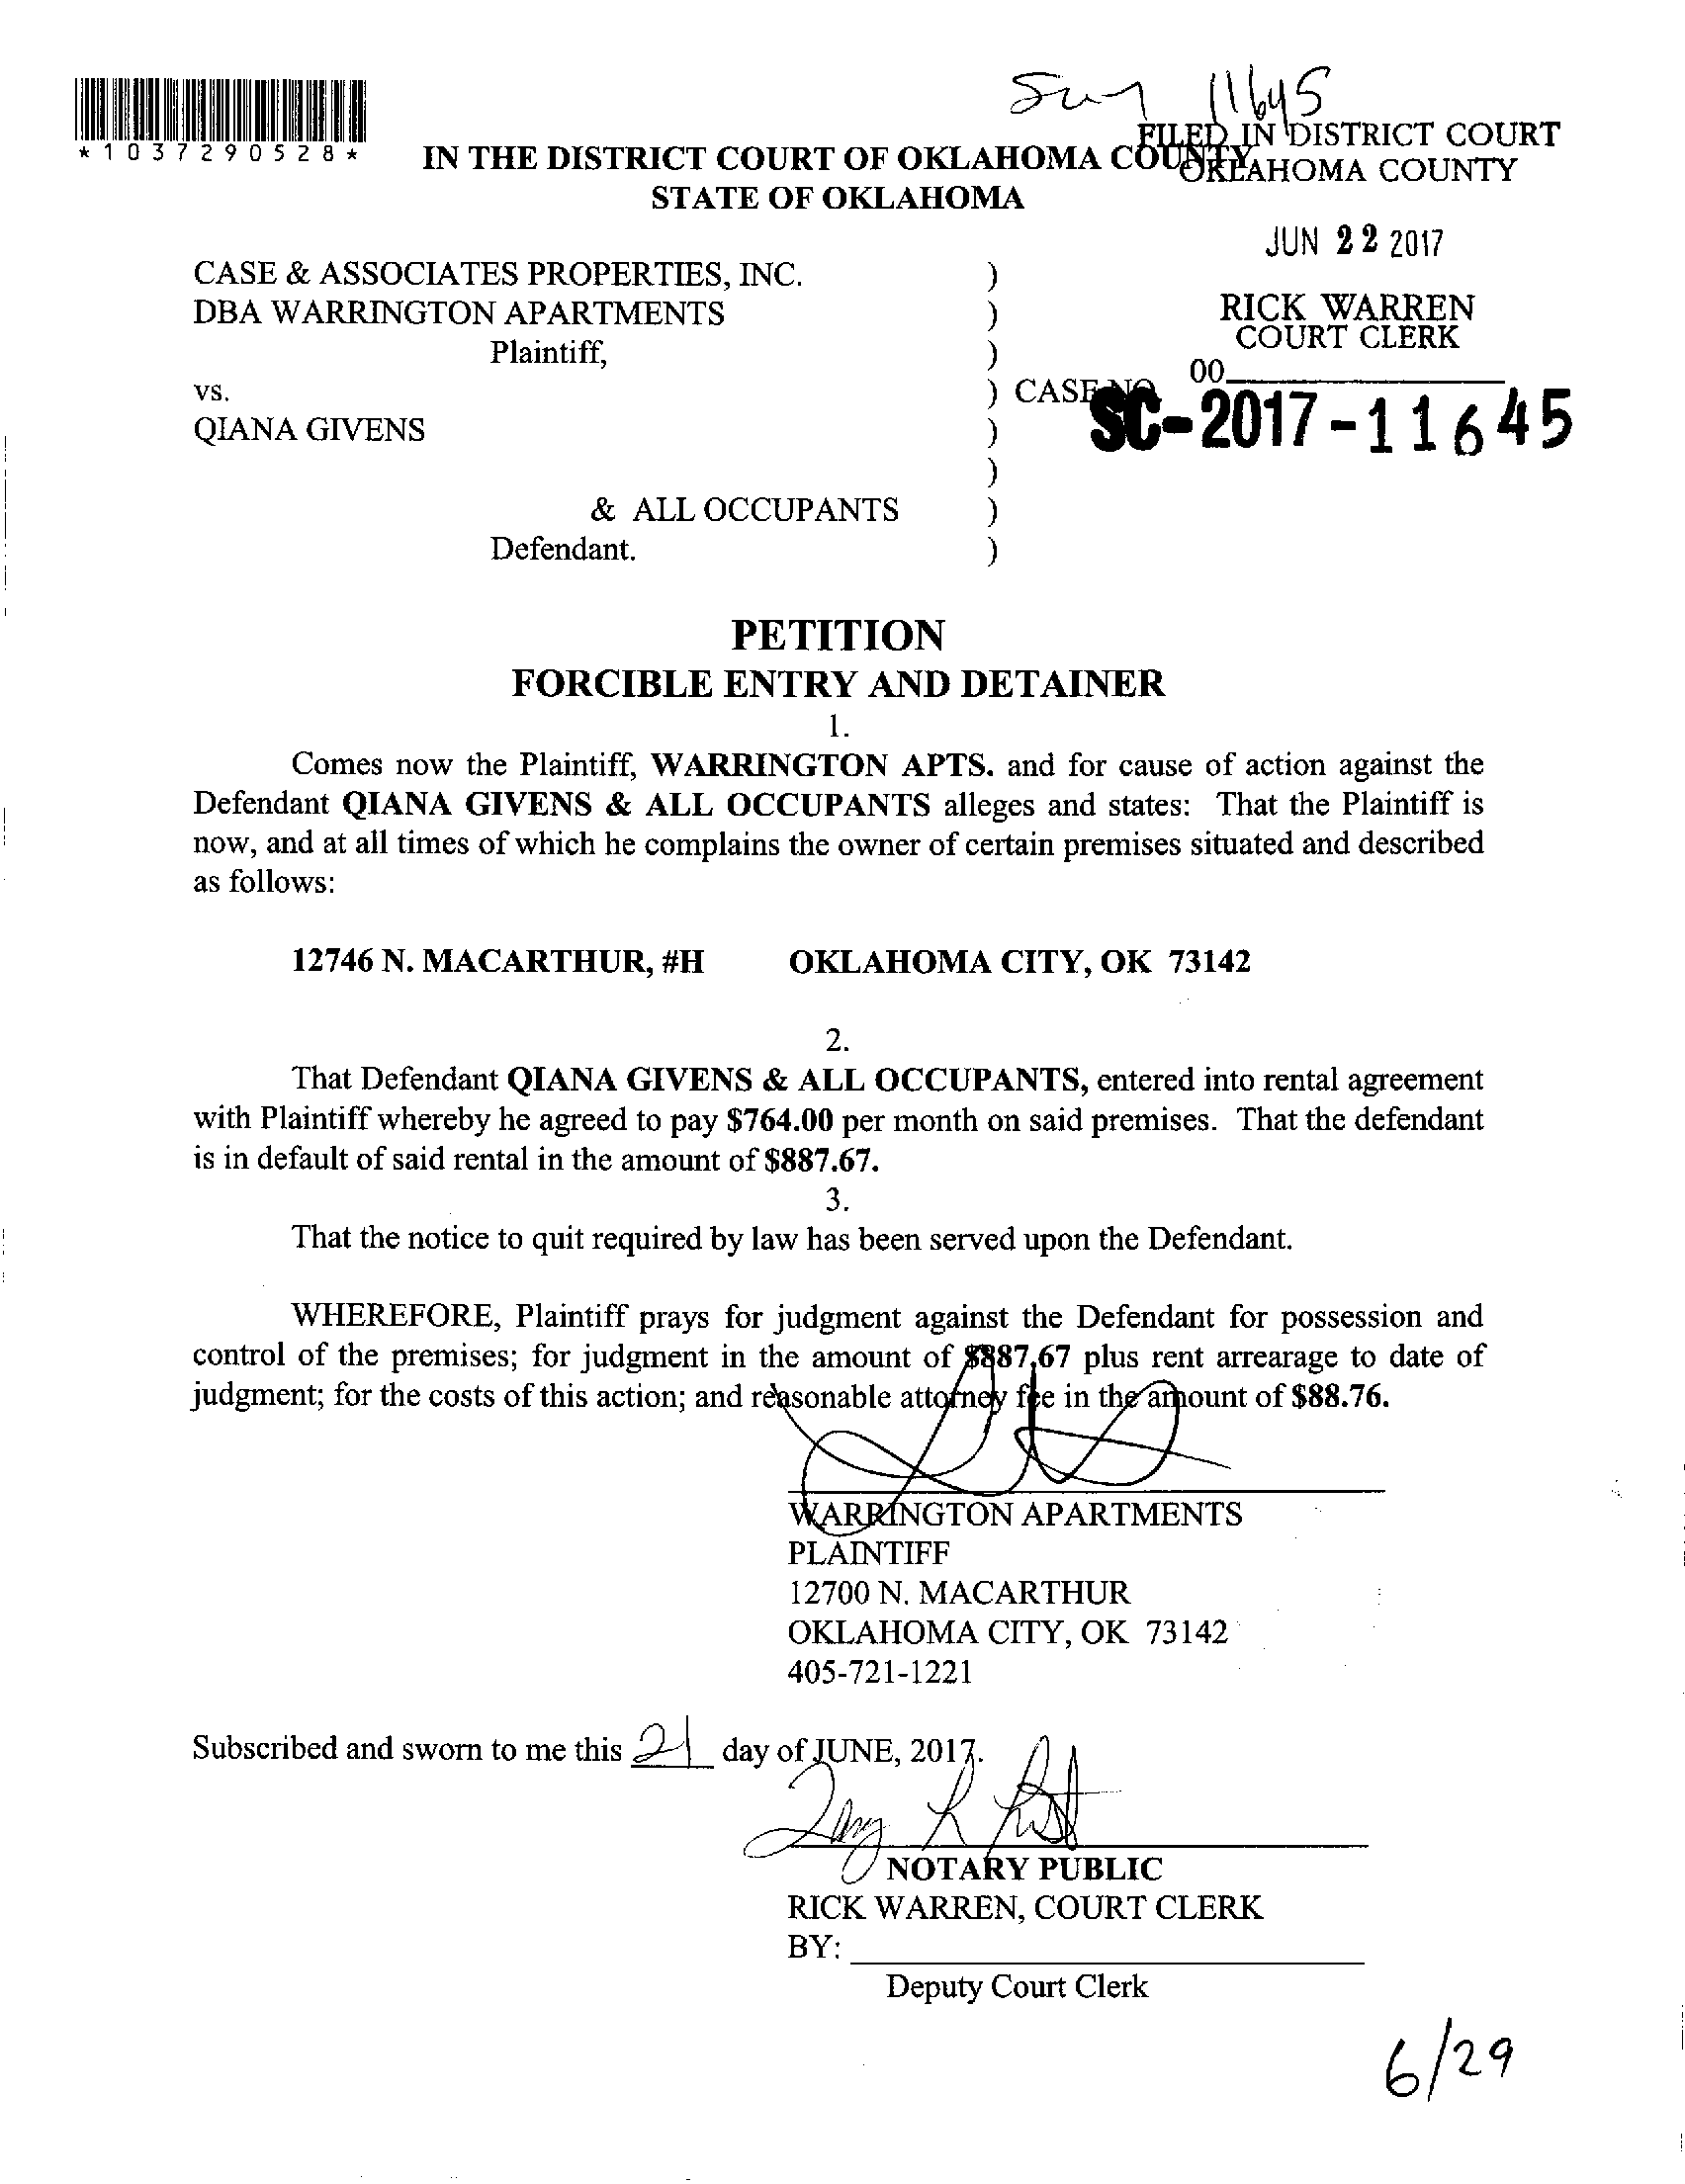 11645
*1037290528*
FILED IN DISTRICT COURT
OKLAHOMA COUNTY
IN THE DISTRICT COURT OF OKLAHOMA COUNTY
STATE OF OKLAHOMA
JUN 22 2017
CASE & ASSOCIATES PROPERTIES, INC. )
DBA WARRINGTON APARTMENTS )
RICK WARREN
COURT CLERK
Plaintiff, )
00
vs. ) CASE NO.
SC-2017-11645
QIANA GIVENS )
)
& ALL OCCUPANTS )
Defendant. )
PETITION
FORCIBLE ENTRY AND DETAINER
1.
Comes now the Plaintiff, WARRINGTON APTS. and for cause of action against the
Defendant QIANA GIVENS & ALL OCCUPANTS alleges and states: That the Plaintiff is
now, and at all times of which he complains the owner of certain premises situated and described
as follows:
12746 N. MACARTHUR, #H OKLAHOMA CITY, OK 73142
2.
That Defendant QIANA GIVENS & ALL OCCUPANTS, entered into rental agreement
with Plaintiff whereby he agreed to pay $764.00 per month on said premises. That the defendant
is in default of said rental in the amount of $887.67.
3.
That the notice to quit required by law has been served upon the Defendant.
WHEREFORE, Plaintiff prays for judgment against the Defendant for possession and
control of the premises; for judgment in the amount of $887.67 plus rent arrearage to date of
judgment; for the costs of this action; and reasonable attorney fee in the amount of $88.76.
WARRINGTON APARTMENTS
PLAINTIFF
12700 N. MACARTHUR
OKLAHOMA CITY, OK 73142
405-721-1221
Subscribed and sworn to me this 21 day of JUNE, 2017.
NOTARY PUBLIC
RICK WARREN, COURT CLERK
BY:
Deputy Court Clerk
6/29